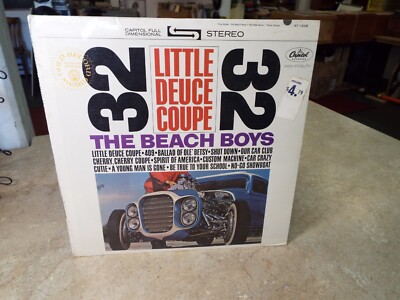 CAPITOL FULL DIMENSIONAL STEREO
32 LITTLE DEUCE COUPE 32
Capitol
4.79
THE BEACH BOYS
LITTLE DEUCE COUPE • 409 • BALLAD OF OLE' BETSY • SHUT DOWN • OUR CAR CLUB
CHERRY, CHERRY COUPE • SPIRIT OF AMERICA • CUSTOM MACHINE • CAR CRAZY
CUTIE • A YOUNG MAN IS GONE • BE TRUE TO YOUR SCHOOL • NO-GO SHOWBOAT